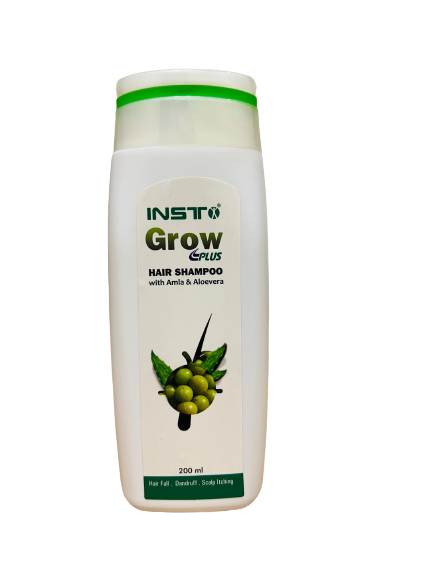 INSTO®
Grow
PLUS
HAIR SHAMPOO
with Amla & Aloevera
200 ml
Hair Fall . Dandruff . Scalp Itching